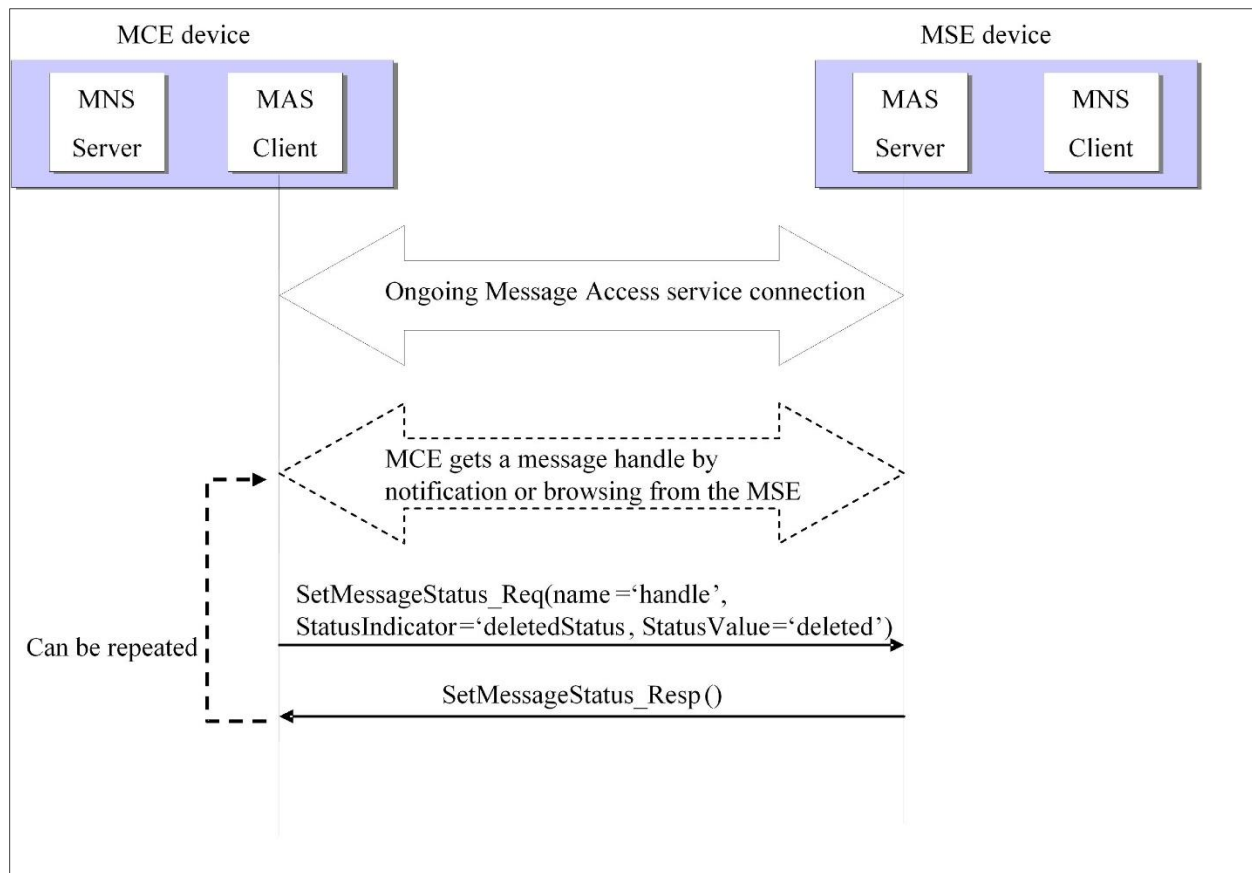 MCE device
MSE device
MNS
Server
MAS
Client
MAS
Server
MNS
Client
Ongoing Message Access service connection
MCE gets a message handle by
notification or browsing from the MSE
SetMessageStatus_Req(name=‘handle’,
StatusIndicator=‘deletedStatus, StatusValue=‘deleted’)
Can be repeated
SetMessageStatus_Resp()